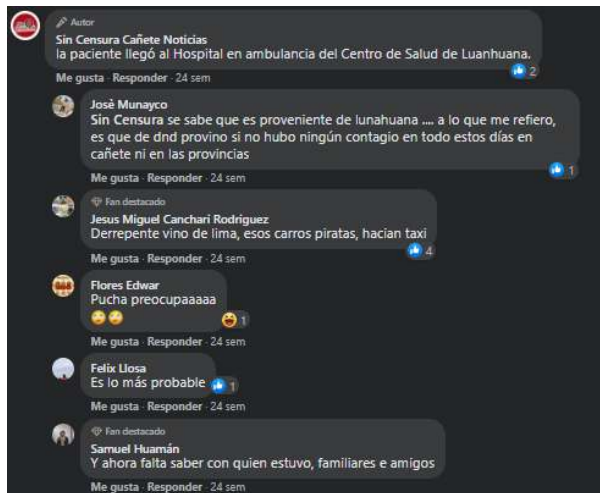 Autor
Sin Censura Cañete Noticias
la paciente llegó al Hospital en ambulancia del Centro de Salud de Luanhuana.
2
Me gusta · Responder · 24 sem
Josè Munayco
Sin Censura se sabe que es proveniente de lunahuana .... a lo que me refiero,
es que de dnd provino si no hubo ningún contagio en todo estos días en
cañete ni en las provincias
1
Me gusta · Responder · 24 sem
Fan destacado
Jesus Miguel Canchari Rodriguez
Derrepente vino de lima, esos carros piratas, hacian taxi
4
Me gusta · Responder · 24 sem
Flores Edwar
Pucha preocupaaaaa
1
Me gusta · Responder · 24 sem
Felix Llosa
Es lo más probable
1
Me gusta · Responder · 24 sem
Fan destacado
Samuel Huamán
Y ahora falta saber con quien estuvo, familiares e amigos
Me gusta · Responder · 24 sem